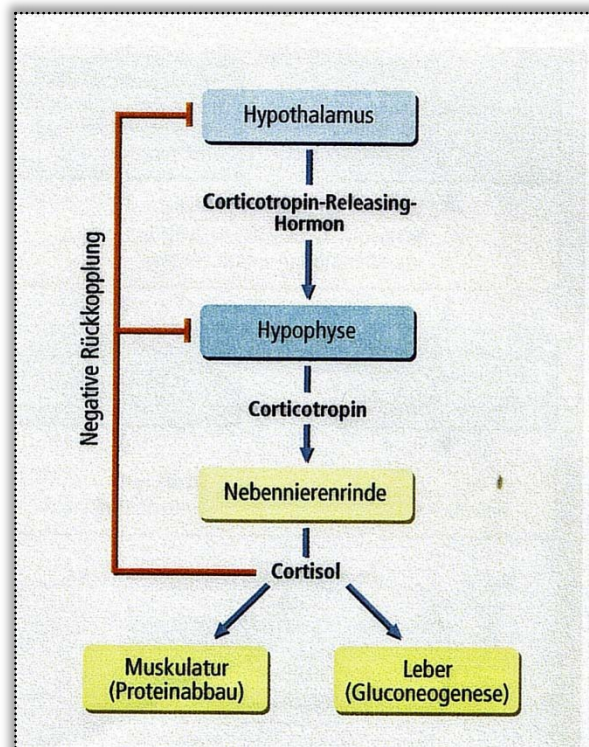 Hypothalamus
Corticotropin-Releasing-
Hormon
Negative Rückkopplung
Hypophyse
Corticotropin
Nebennierenrinde
Cortisol
Muskulatur
(Proteinabbau)
Leber
(Gluconeogenese)